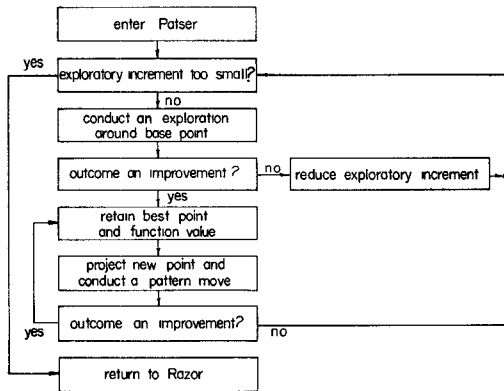 enter Patser
yes
exploratory increment too small?
no
conduct an exploration
around base point
outcome an improvement?
no
reduce exploratory increment
yes
retain best point
and function value
project new point and
conduct a pattern move
yes
outcome an improvement?
no
return to Razor